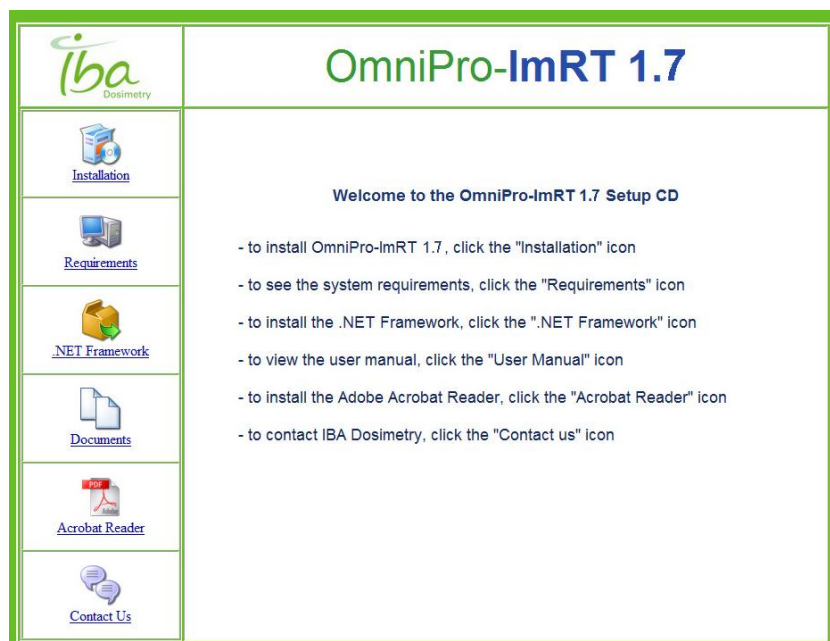 iba
Dosimetry
OmniPro-ImRT 1.7
Installation
Requirements
.NET Framework
Documents
PDF
Adobe
Acrobat Reader
Contact Us
Welcome to the OmniPro-ImRT 1.7 Setup CD
- to install OmniPro-ImRT 1.7, click the "Installation" icon
- to see the system requirements, click the "Requirements" icon
- to install the .NET Framework, click the ".NET Framework" icon
- to view the user manual, click the "User Manual" icon
- to install the Adobe Acrobat Reader, click the "Acrobat Reader" icon
- to contact IBA Dosimetry, click the "Contact us" icon